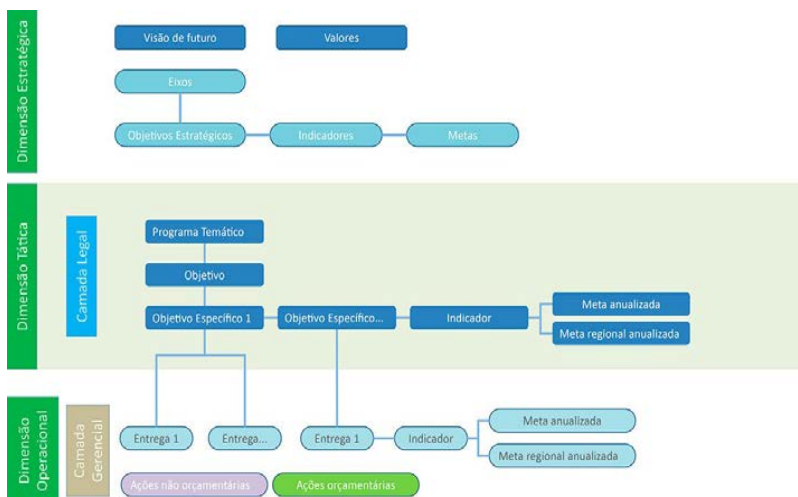 Dimensão Estratégica
Visão de futuro
Valores
Eixos
Objetivos Estratégicos
Indicadores
Metas
Dimensão Tática
Camada Legal
Programa Temático
Objetivo
Objetivo Específico 1
Objetivo Específico...
Indicador
Meta anualizada
Meta regional anualizada
Dimensão
Operacional
Camada
Gerencial
Entrega 1
Entrega...
Entrega 1
Indicador
Meta anualizada
Meta regional anualizada
Ações não orçamentárias
Ações orçamentárias